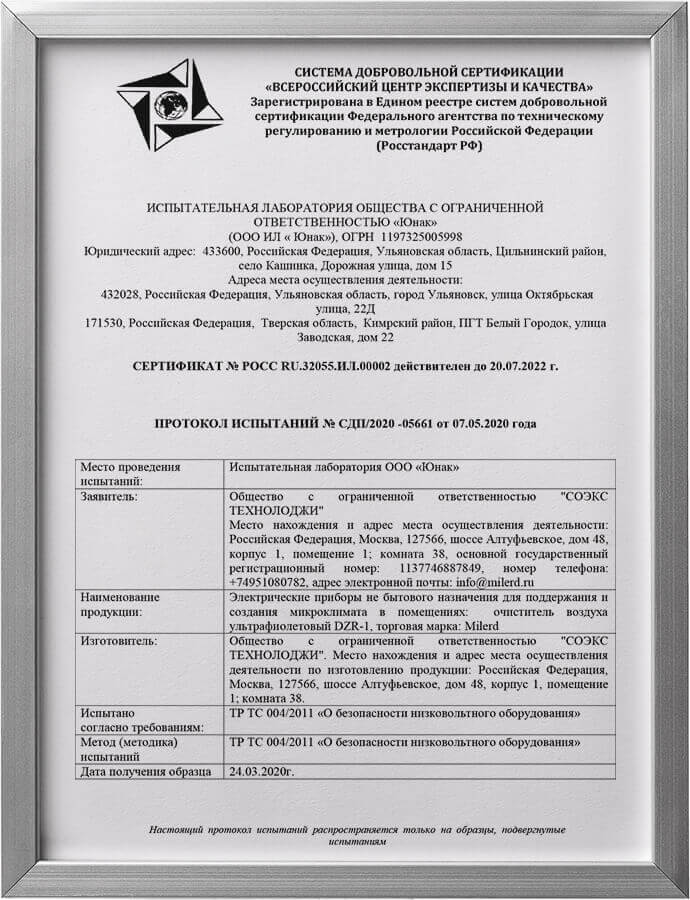 СИСТЕМА ДОБРОВОЛЬНОЙ СЕРТИФИКАЦИИ
«ВСЕРОССИЙСКИЙ ЦЕНТР ЭКСПЕРТИЗЫ И КАЧЕСТВА»
Зарегистрирована в Едином реестре систем добровольной
сертификации Федерального агентства по техническому
регулированию и метрологии Российской Федерации
(Росстандарт РФ)
ИСПЫТАТЕЛЬНАЯ ЛАБОРАТОРИЯ ОБЩЕСТВА С ОГРАНИЧЕННОЙ
ОТВЕТСТВЕННОСТЬЮ «Юнак»
(ООО ИЛ « Юнак»), ОГРН 1197325005998
Юридический адрес: 433600, Российская Федерация, Ульяновская область, Цильнинский район,
село Кашинка, Дорожная улица, дом 15
Адреса места осуществления деятельности:
432028, Российская Федерация, Ульяновская область, город Ульяновск, улица Октябрьская
улица, 22Д
171530, Российская Федерация, Тверская область, Кимрский район, ПГТ Белый Городок, улица
Заводская, дом 22
СЕРТИФИКАТ № РОСС RU.32055.ИЛ.00002 действителен до 20.07.2022 г.
ПРОТОКОЛ ИСПЫТАНИЙ № СДП/2020 -05661 от 07.05.2020 года
Место проведения
испытаний:
Испытательная лаборатория ООО «Юнак»
Заявитель:
Общество с ограниченной ответственностью "СОЭКС
ТЕХНОЛОДЖИ"
Место нахождения и адрес места осуществления деятельности:
Российская Федерация, Москва, 127566, шоссе Алтуфьевское, дом 48,
корпус 1, помещение 1; комната 38, основной государственный
регистрационный номер: 1137746887849, номер телефона:
+74951080782, адрес электронной почты: info@milerd.ru
Наименование
продукции:
Электрические приборы не бытового назначения для поддержания и
создания микроклимата в помещениях: очиститель воздуха
ультрафиолетовый DZR-1, торговая марка: Milerd
Изготовитель:
Общество с ограниченной ответственностью "СОЭКС
ТЕХНОЛОДЖИ". Место нахождения и адрес места осуществления
деятельности по изготовлению продукции: Российская Федерация,
Москва, 127566, шоссе Алтуфьевское, дом 48, корпус 1, помещение
1; комната 38.
Испытано
согласно требованиям:
ТР ТС 004/2011 «О безопасности низковольтного оборудования»
Метод (методика)
испытаний
ТР ТС 004/2011 «О безопасности низковольтного оборудования»
Дата получения образца
24.03.2020г.
Настоящий протокол испытаний распространяется только на образцы, подвергнутые
испытаниям